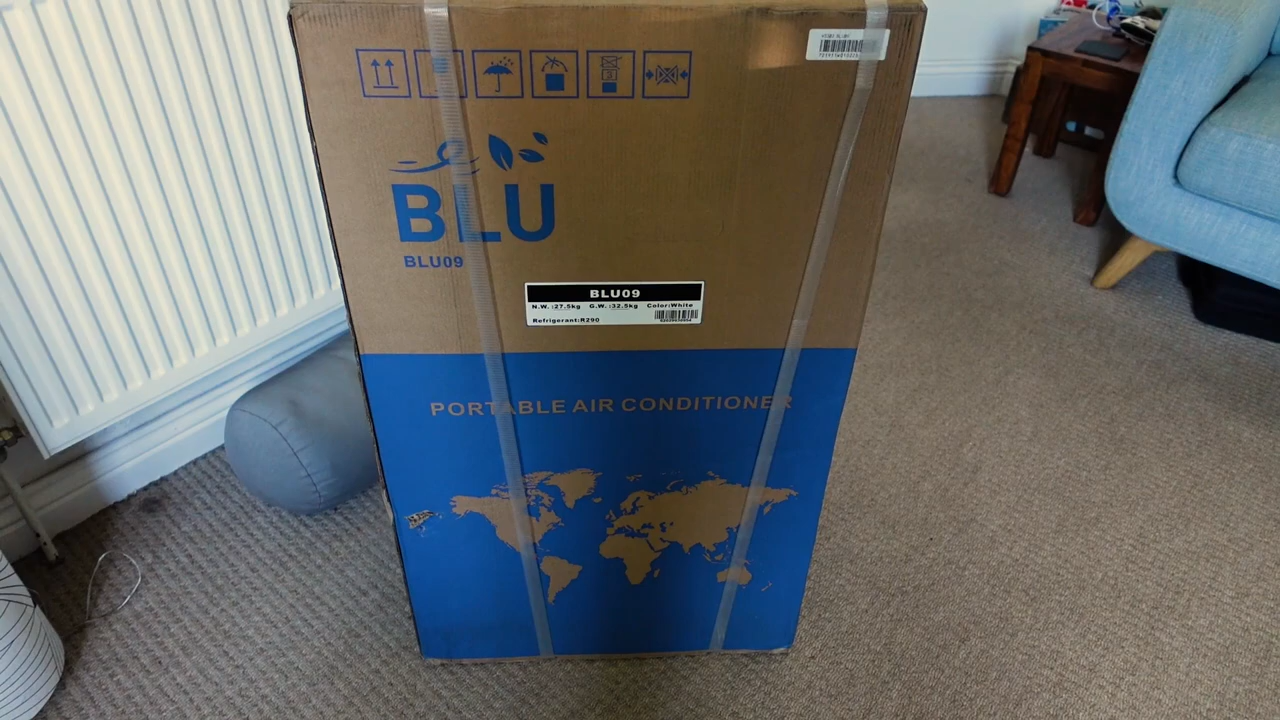 BLU
BLU09
BLU09
N.W.:27.5kg G.W.:32.5kg Color:White
Refrigerant:R290
PORTABLE AIR CONDITIONER